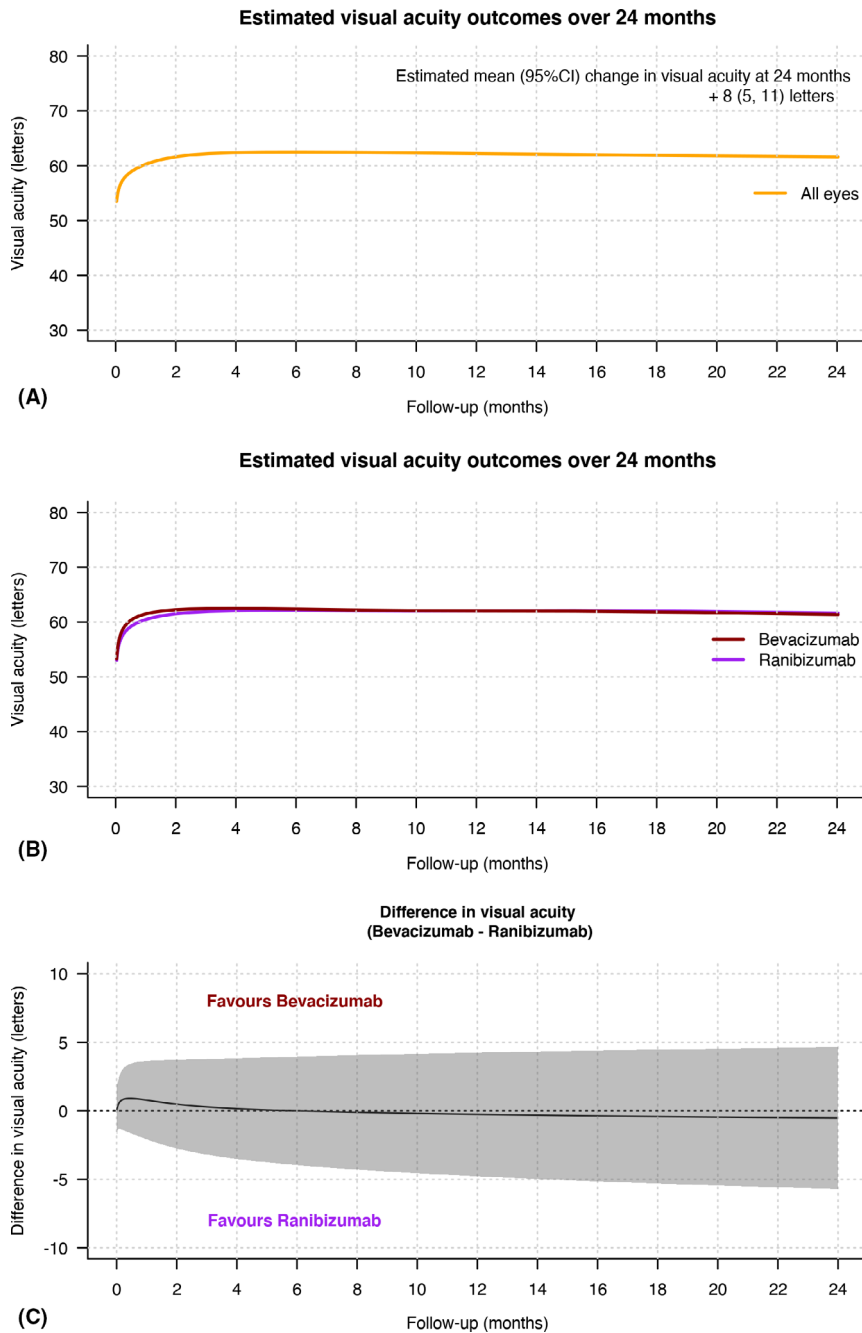 Estimated visual acuity outcomes over 24 months
Estimated mean (95%CI) change in visual acuity at 24 months
+ 8 (5, 11) letters
80
70
60
50
40
30
Visual acuity (letters)
All eyes
0 2 4 6 8 10 12 14 16 18 20 22 24
(A)
Follow-up (months)
Estimated visual acuity outcomes over 24 months
80
70
60
50
40
30
Visual acuity (letters)
Bevacizumab
Ranibizumab
0 2 4 6 8 10 12 14 16 18 20 22 24
(B)
Follow-up (months)
Difference in visual acuity
(Bevacizumab - Ranibizumab)
10
5
0
-5
-10
Difference in visual acuity (letters)
Favours Bevacizumab
Favours Ranibizumab
0 2 4 6 8 10 12 14 16 18 20 22 24
(C)
Follow-up (months)